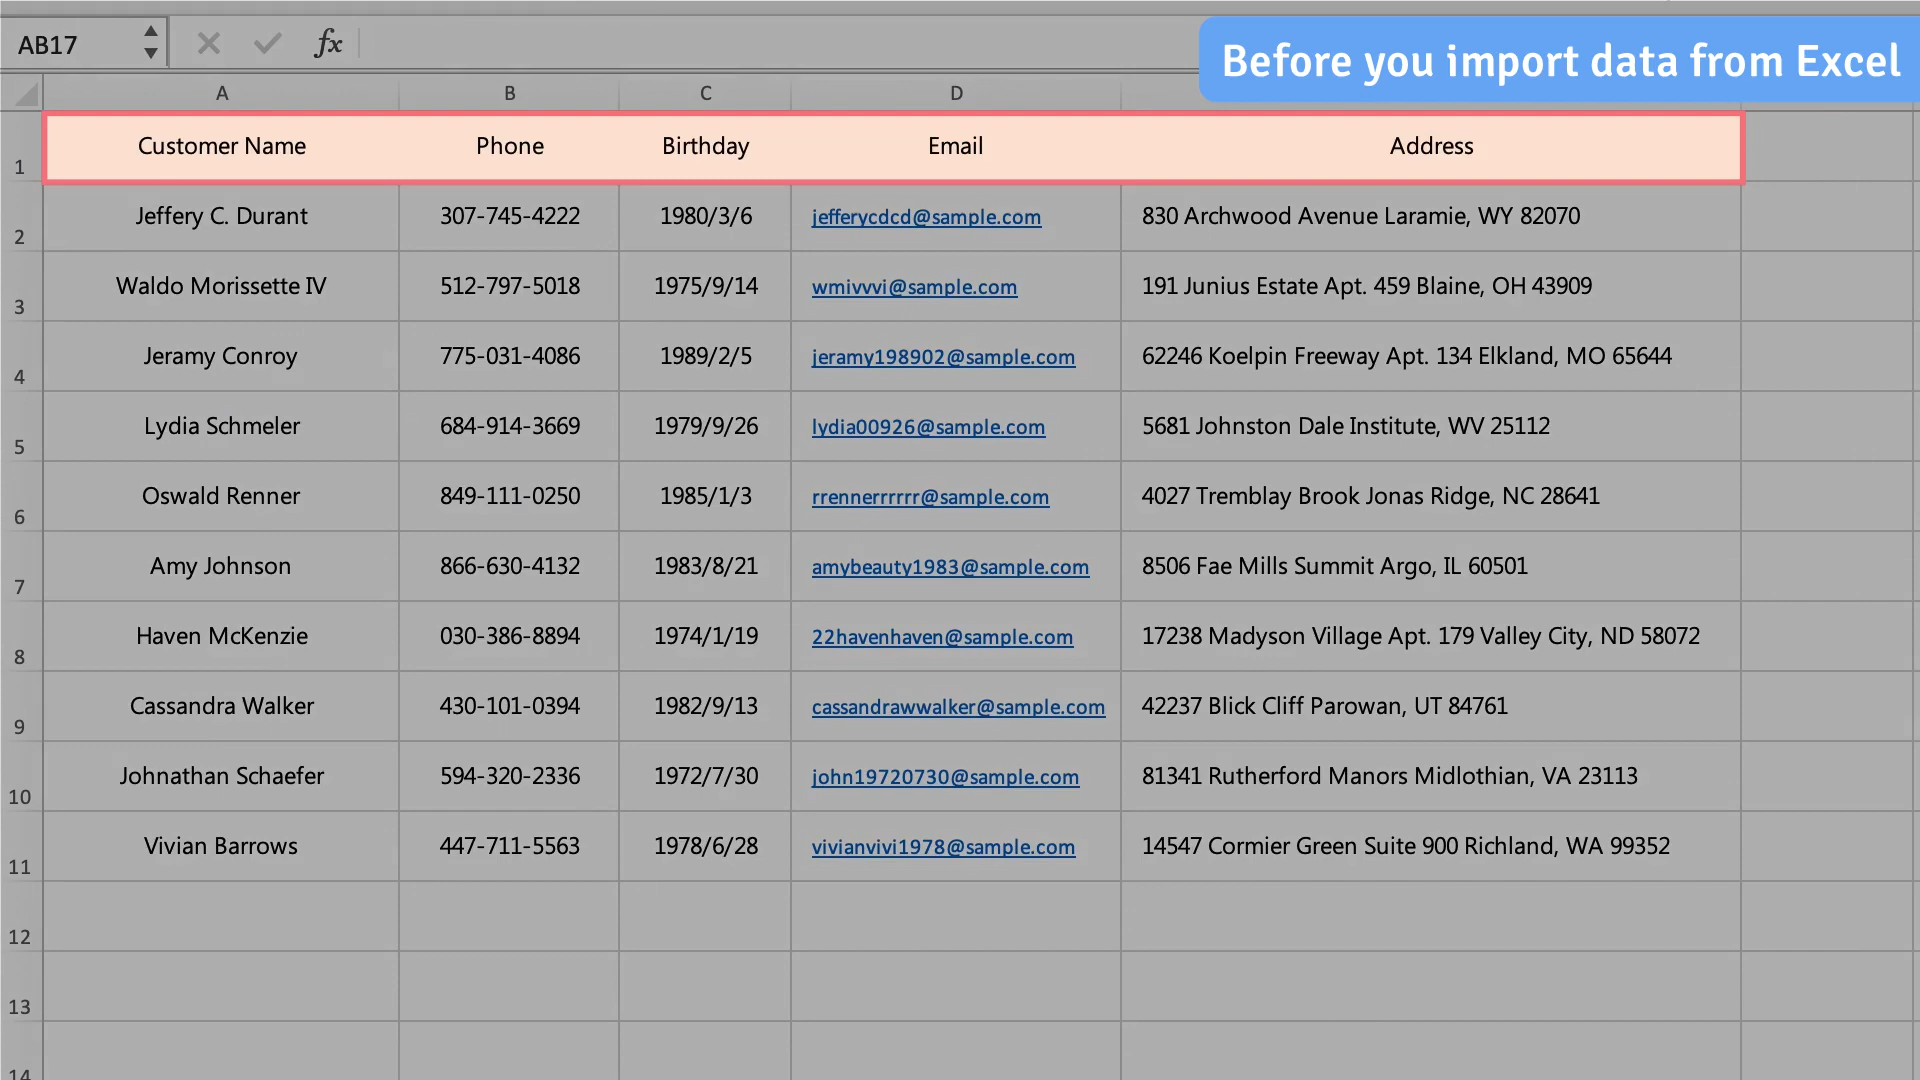 AB17 fx
Before you import data from Excel
A B C D
1 Customer Name Phone Birthday Email Address
2 Jeffery C. Durant 307-745-4222 1980/3/6 jefferycdcd@sample.com 830 Archwood Avenue Laramie, WY 82070
3 Waldo Morissette IV 512-797-5018 1975/9/14 wmivvvi@sample.com 191 Junius Estate Apt. 459 Blaine, OH 43909
4 Jeramy Conroy 775-031-4086 1989/2/5 jeramy198902@sample.com 62246 Koelpin Freeway Apt. 134 Elkland, MO 65644
5 Lydia Schmeler 684-914-3669 1979/9/26 lydia00926@sample.com 5681 Johnston Dale Institute, WV 25112
6 Oswald Renner 849-111-0250 1985/1/3 rrennerrrrrr@sample.com 4027 Tremblay Brook Jonas Ridge, NC 28641
7 Amy Johnson 866-630-4132 1983/8/21 amybeauty1983@sample.com 8506 Fae Mills Summit Argo, IL 60501
8 Haven McKenzie 030-386-8894 1974/1/19 22havenhaven@sample.com 17238 Madyson Village Apt. 179 Valley City, ND 58072
9 Cassandra Walker 430-101-0394 1982/9/13 cassandrawwalker@sample.com 42237 Blick Cliff Parowan, UT 84761
10 Johnathan Schaefer 594-320-2336 1972/7/30 john19720730@sample.com 81341 Rutherford Manors Midlothian, VA 23113
11 Vivian Barrows 447-711-5563 1978/6/28 vivianvivi1978@sample.com 14547 Cormier Green Suite 900 Richland, WA 99352
12
13
14